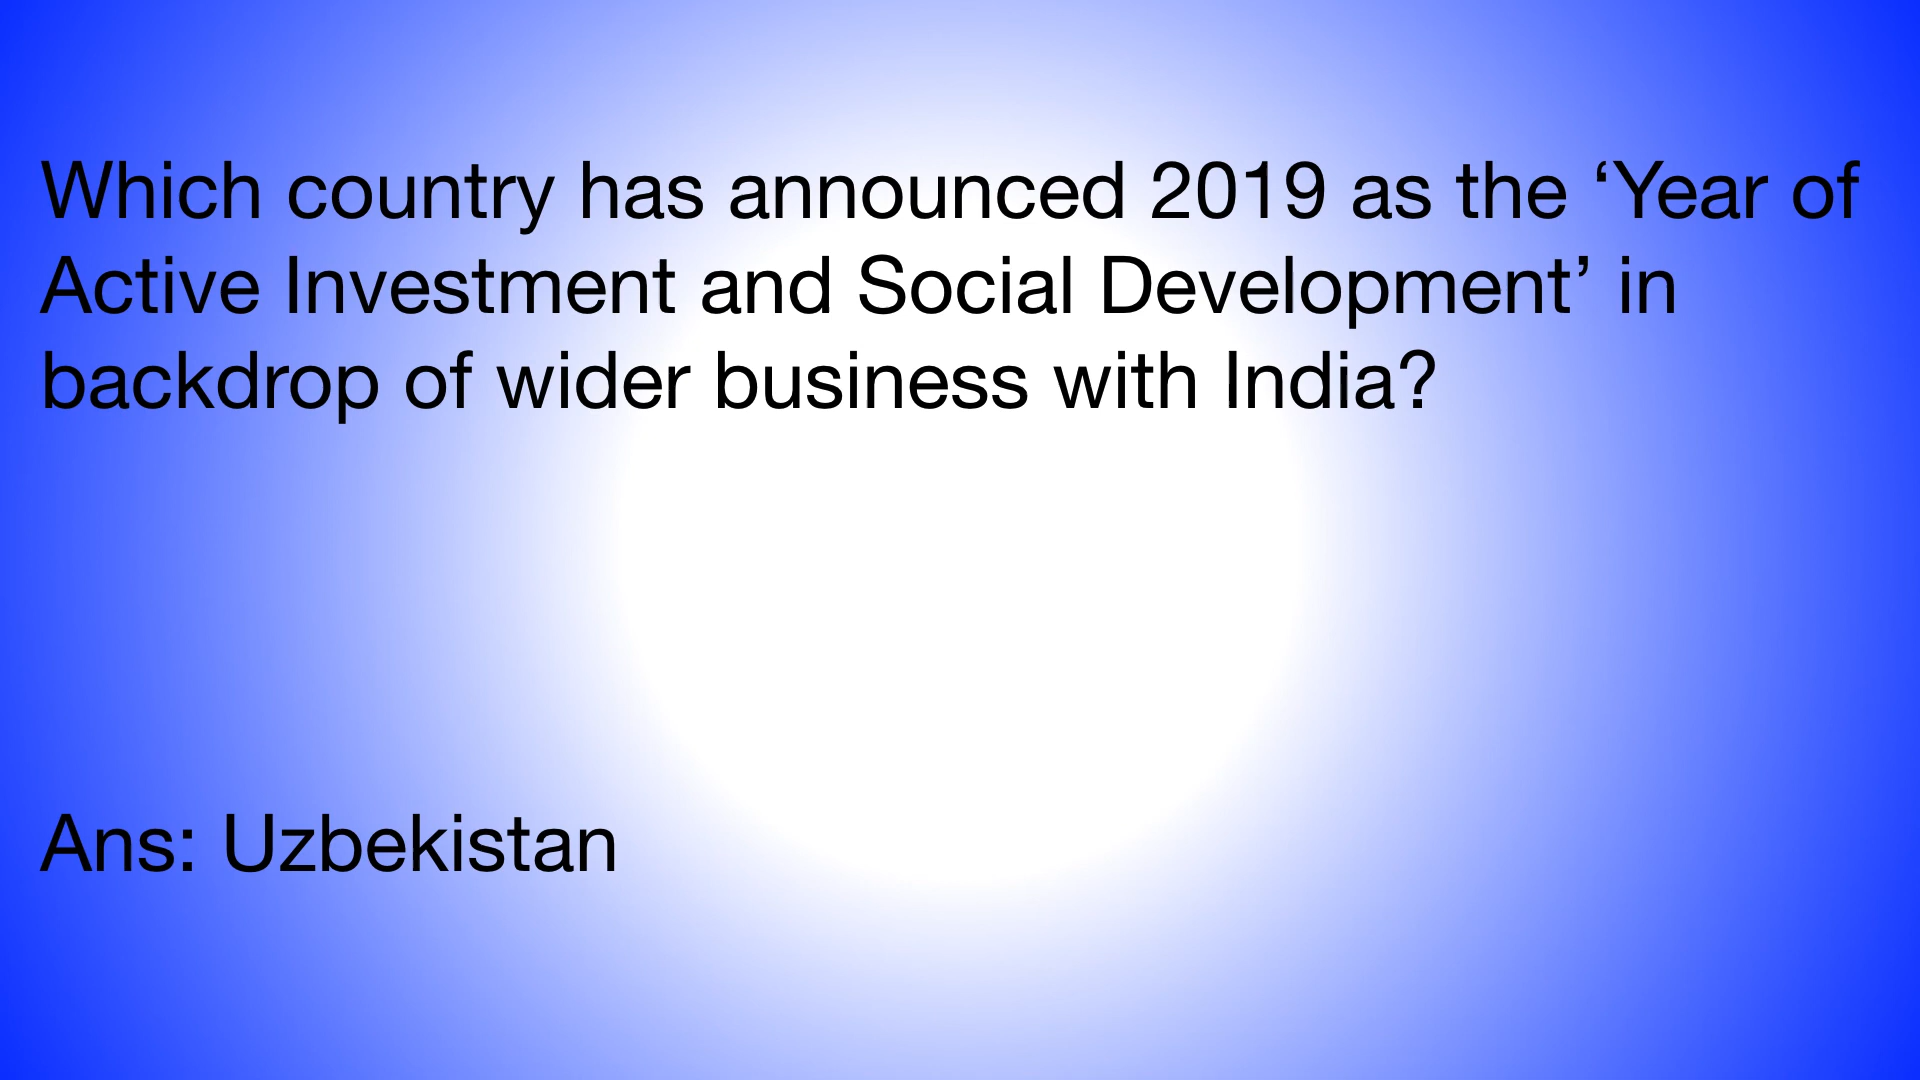 Which country has announced 2019 as the ‘Year of
Active Investment and Social Development’ in
backdrop of wider business with India?
Ans: Uzbekistan